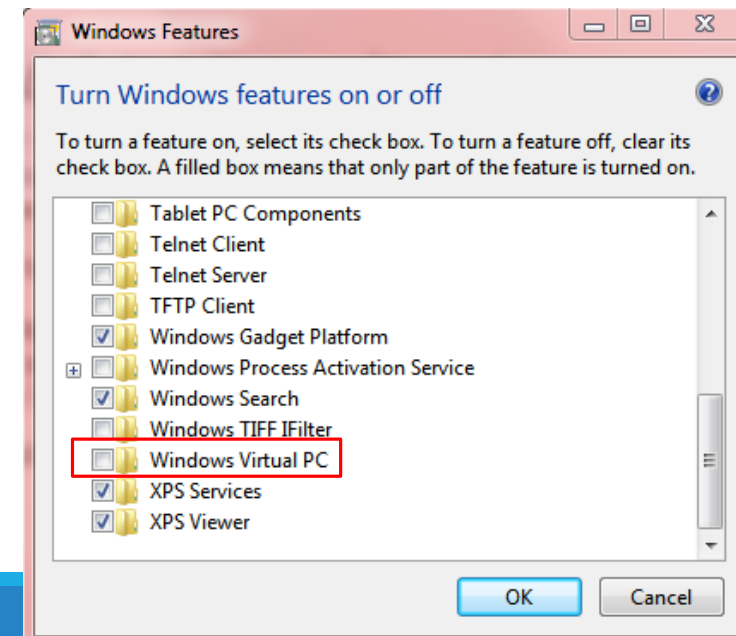 Windows Features
Turn Windows features on or off
To turn a feature on, select its check box. To turn a feature off, clear its
check box. A filled box means that only part of the feature is turned on.
Tablet PC Components
Telnet Client
Telnet Server
TFTP Client
Windows Gadget Platform
Windows Process Activation Service
Windows Search
Windows TIFF IFilter
Windows Virtual PC
XPS Services
XPS Viewer
OK Cancel